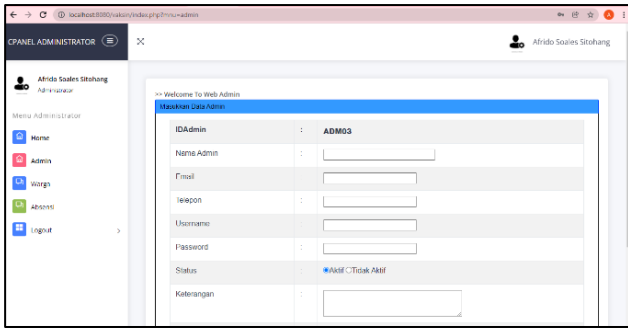 localhost:8080/vaksin/index.php?mnu=admin
CPANEL ADMINISTRATOR
Afrido Soales Sitohang
Afrido Soales Sitohang
Administrator
Menu Administrator
Home
Admin
Warga
Absensi
Logout
>> Welcome To Web Admin
Masukkan Data Admin
IDAdmin : ADM03
Nama Admin :
Email :
Telepon :
Username :
Password :
Status : Aktif Tidak Aktif
Keterangan :